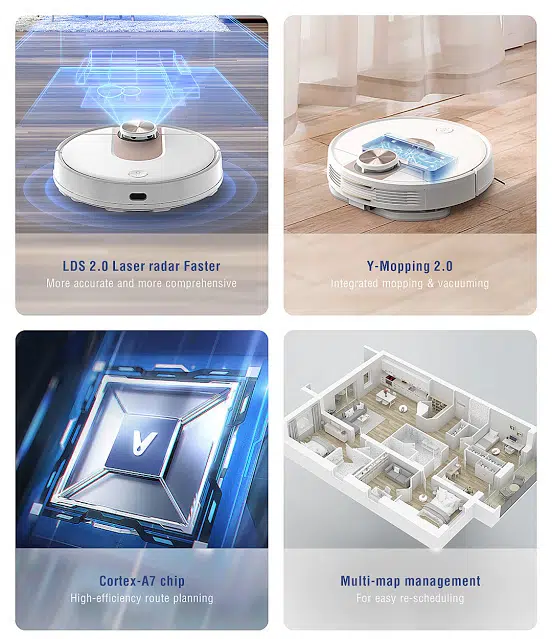 LDS 2.0 Laser radar Faster
More accurate and more comprehensive
Y-Mopping 2.0
Integrated mopping & vacuuming
Cortex-A7 chip
High-efficiency route planning
Multi-map management
For easy re-scheduling